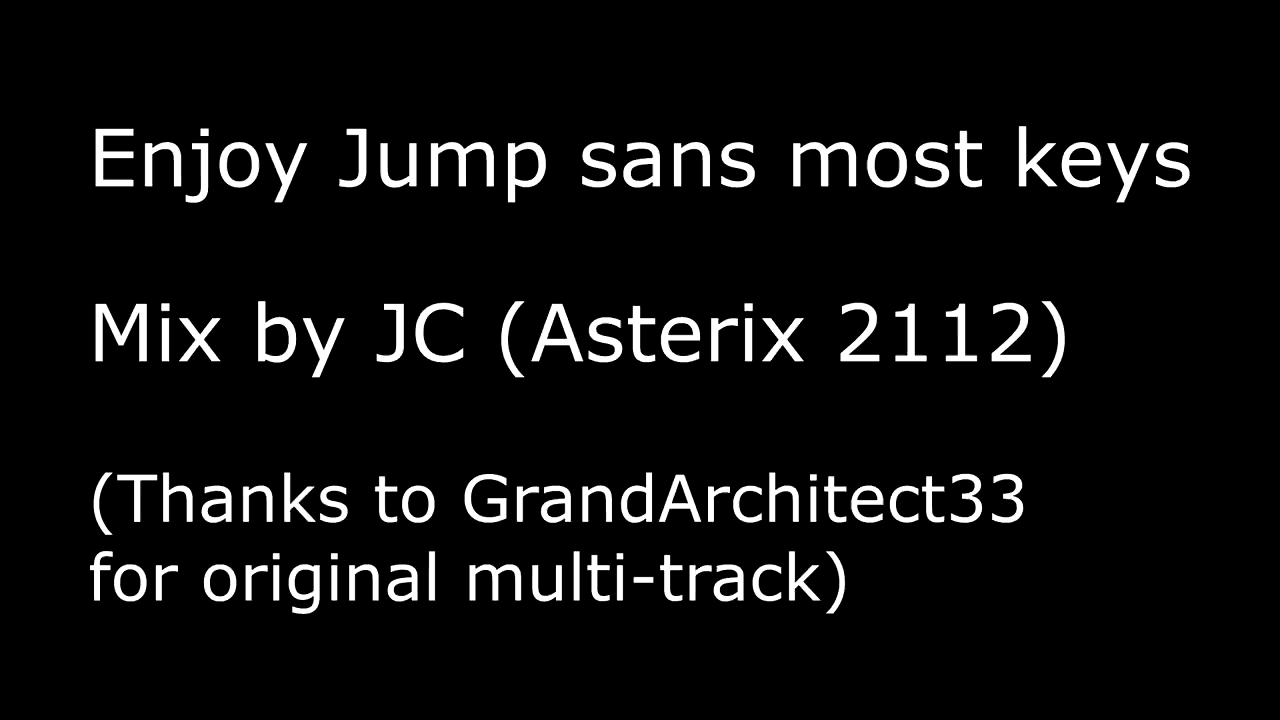 Enjoy Jump sans most keys
Mix by JC (Asterix 2112)
(Thanks to GrandArchitect33
for original multi-track)